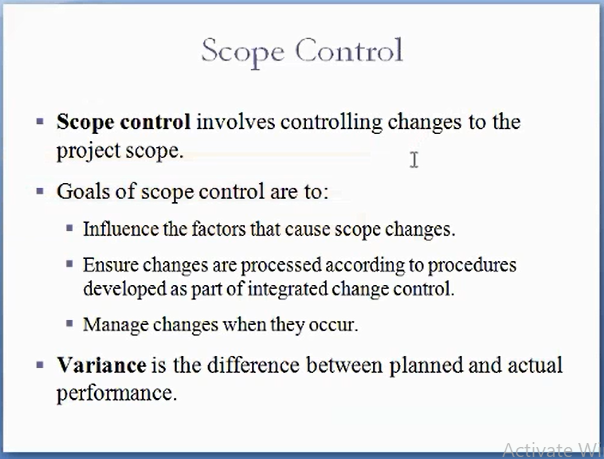 Scope Control
▪ Scope control involves controlling changes to the
project scope.
▪ Goals of scope control are to:
▪ Influence the factors that cause scope changes.
▪ Ensure changes are processed according to procedures
developed as part of integrated change control.
▪ Manage changes when they occur.
▪ Variance is the difference between planned and actual
performance.
Activate Wi